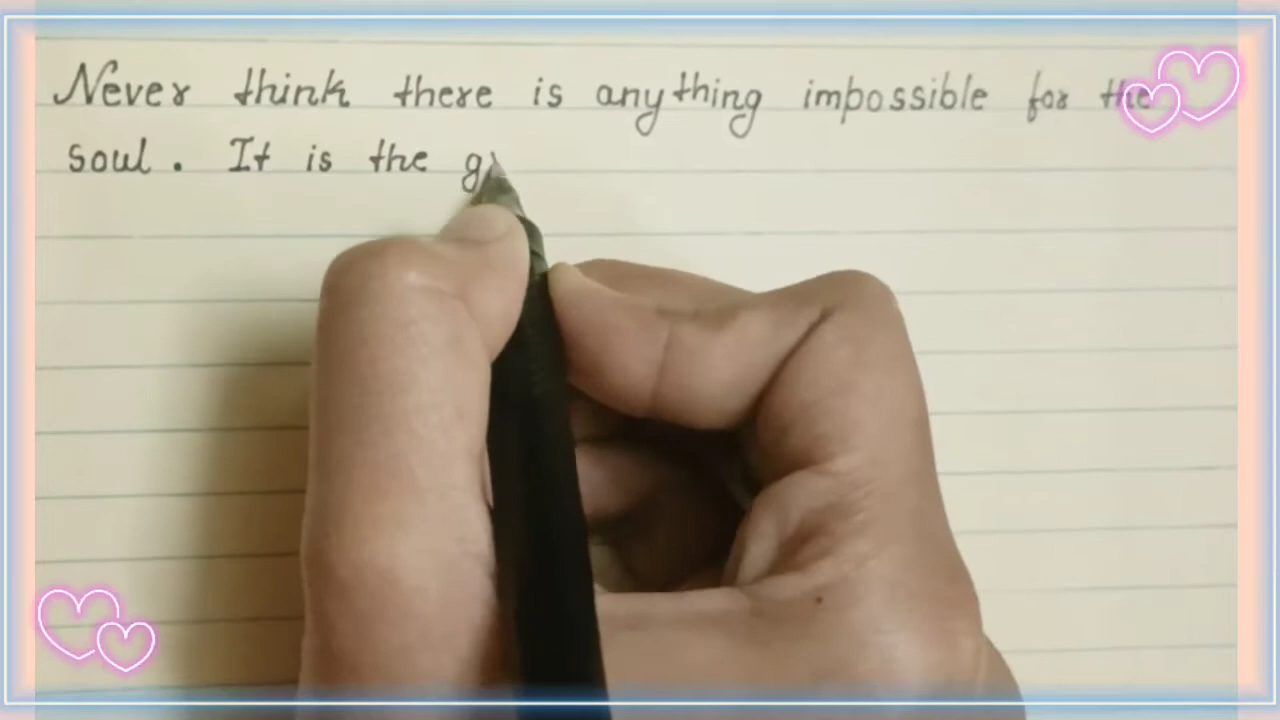 Never think there is anything impossible for the
soul. It is the g